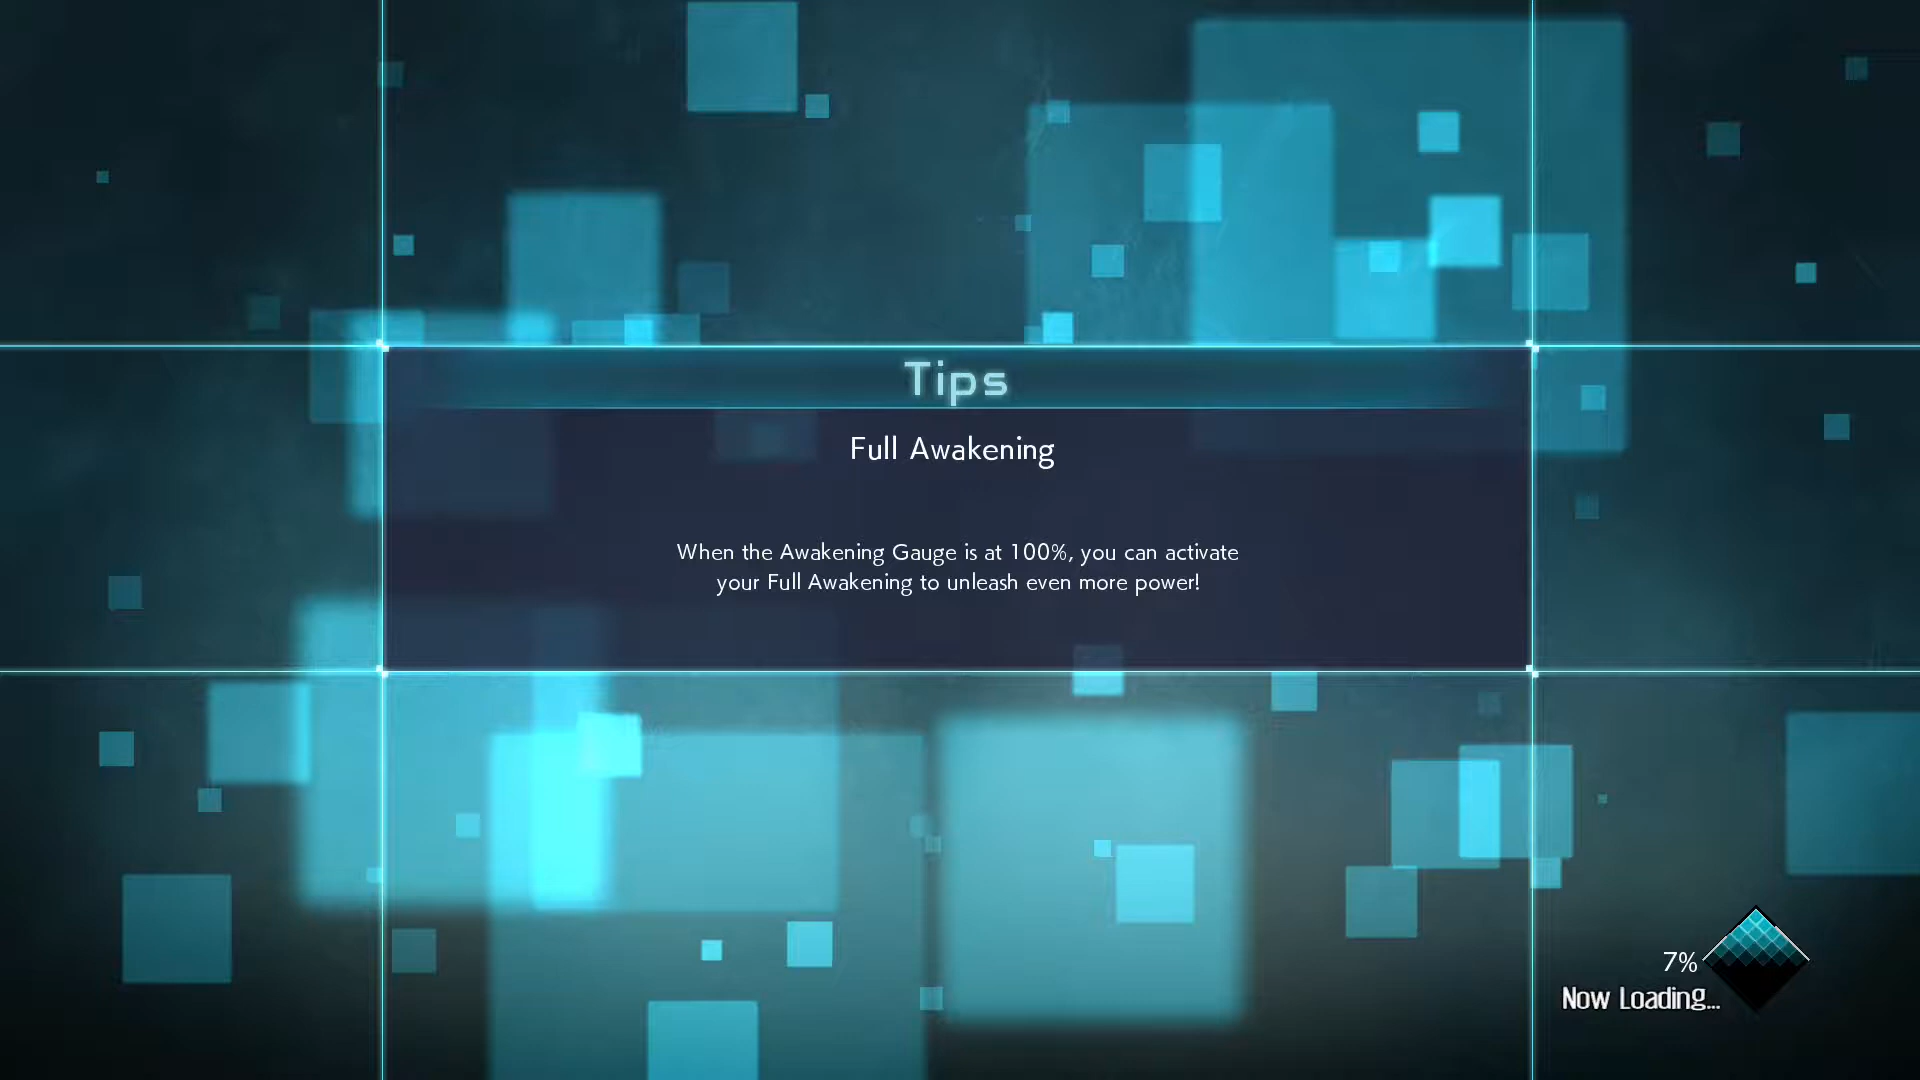 Tips
Full Awakening
When the Awakening Gauge is at 100%, you can activate
your Full Awakening to unleash even more power!
7%
Now Loading...